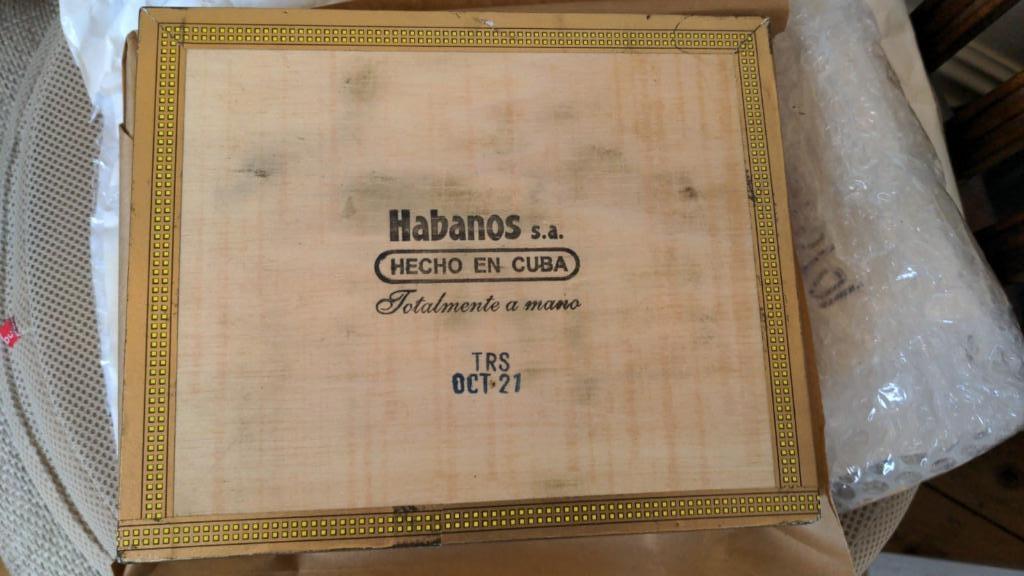 Habanos s.a.
HECHO EN CUBA
Totalmente a mano
TRS
OCT 21